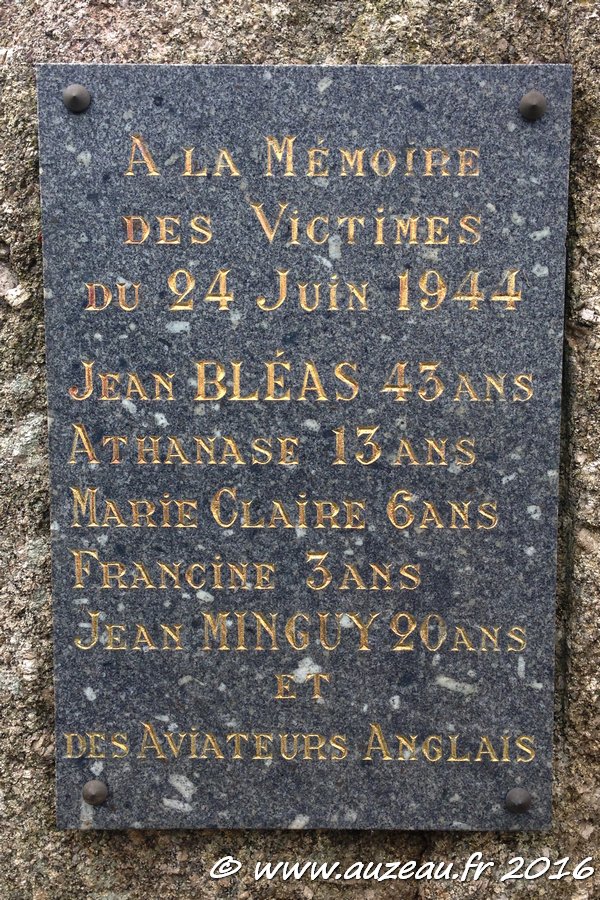 A LA MÉMOIRE
DES VICTIMES
DU 24 JUIN 1944
JEAN BLÉAS 43 ANS
ATHANASE 13 ANS
MARIE CLAIRE 6 ANS
FRANCINE 3 ANS
JEAN MINGUY 20 ANS
ET
DES AVIATEURS ANGLAIS
© www.auzeau.fr 2016